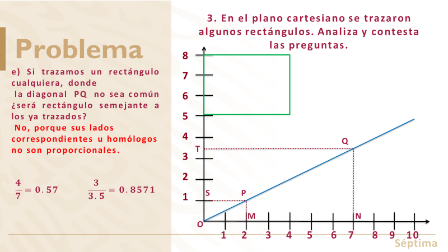 3. En el plano cartesiano se trazaron
algunos rectángulos. Analiza y contesta
las preguntas.
Problema
e) Si trazamos un rectángulo
cualquiera, donde
la diagonal PQ no sea común
¿será rectángulo semejante a
los ya trazados?
No, porque sus lados
correspondientes u homólogos
no son proporcionales.
4/7 = 0.57
3/3.5 = 0.8571
8
7
6
5
T
4
3
2
S
P
Q
1
O
M
N
1 2 3 4 5 6 7 8 9 10
Séptima